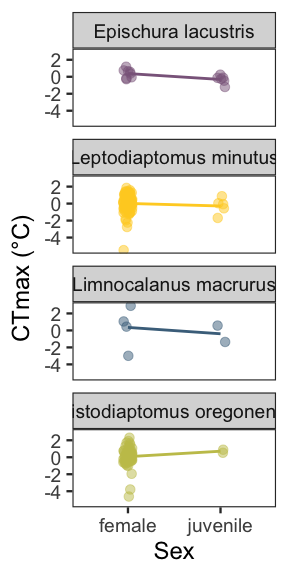 Epischura lacustris
2
0
-2
-4
Leptodiaptomus minutus
2
0
-2
-4
Limnocalanus macrurus
2
0
-2
-4
istodiaptomus oregonen
2
0
-2
-4
CTmax (°C)
female juvenile
Sex